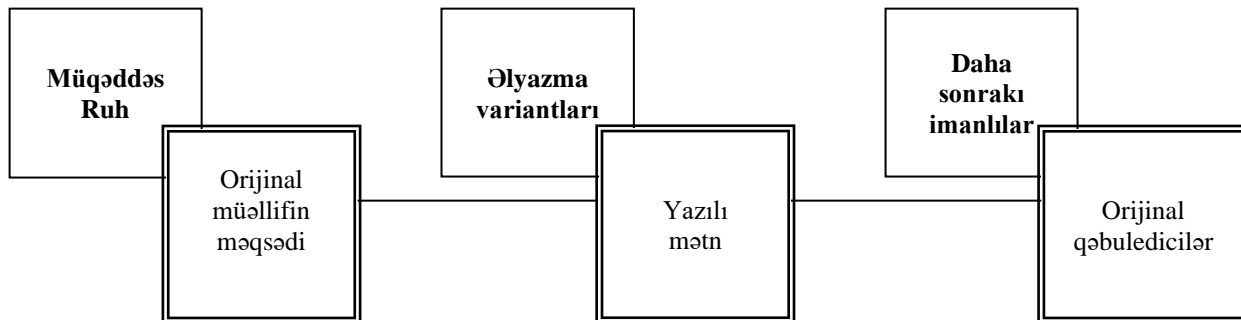 Müqəddəs
Ruh
Əlyazma
variantları
Daha
sonrakı
imanlılar
Orijinal
müəllifin
məqsədi
Yazılı
mətn
Orijinal
qəbuledicilər